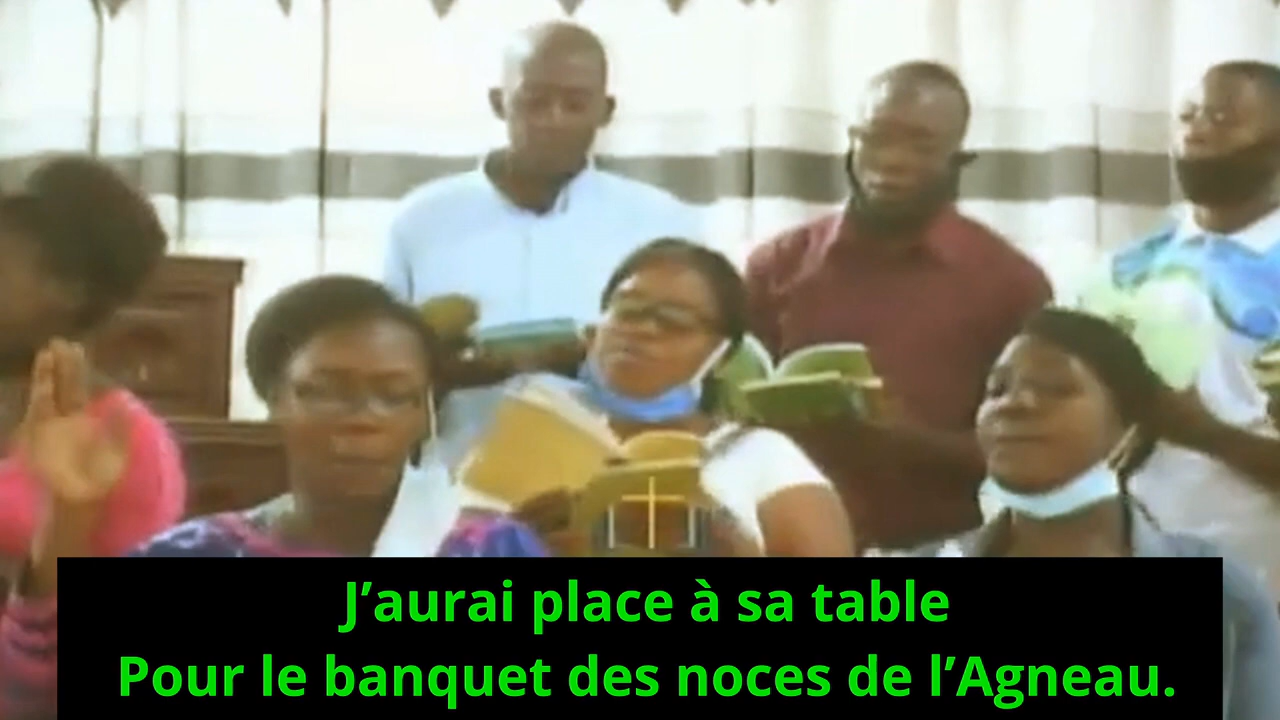 J’aurai place à sa table
Pour le banquet des noces de l’Agneau.